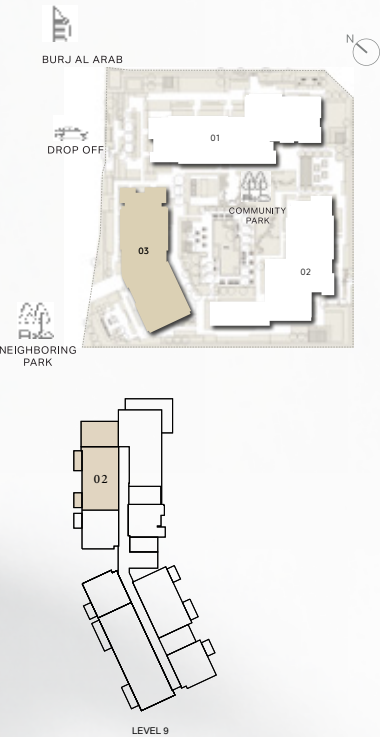 N
BURJ AL ARAB
DROP OFF
01
COMMUNITY
PARK
03
02
NEIGHBORING
PARK
02
LEVEL 9